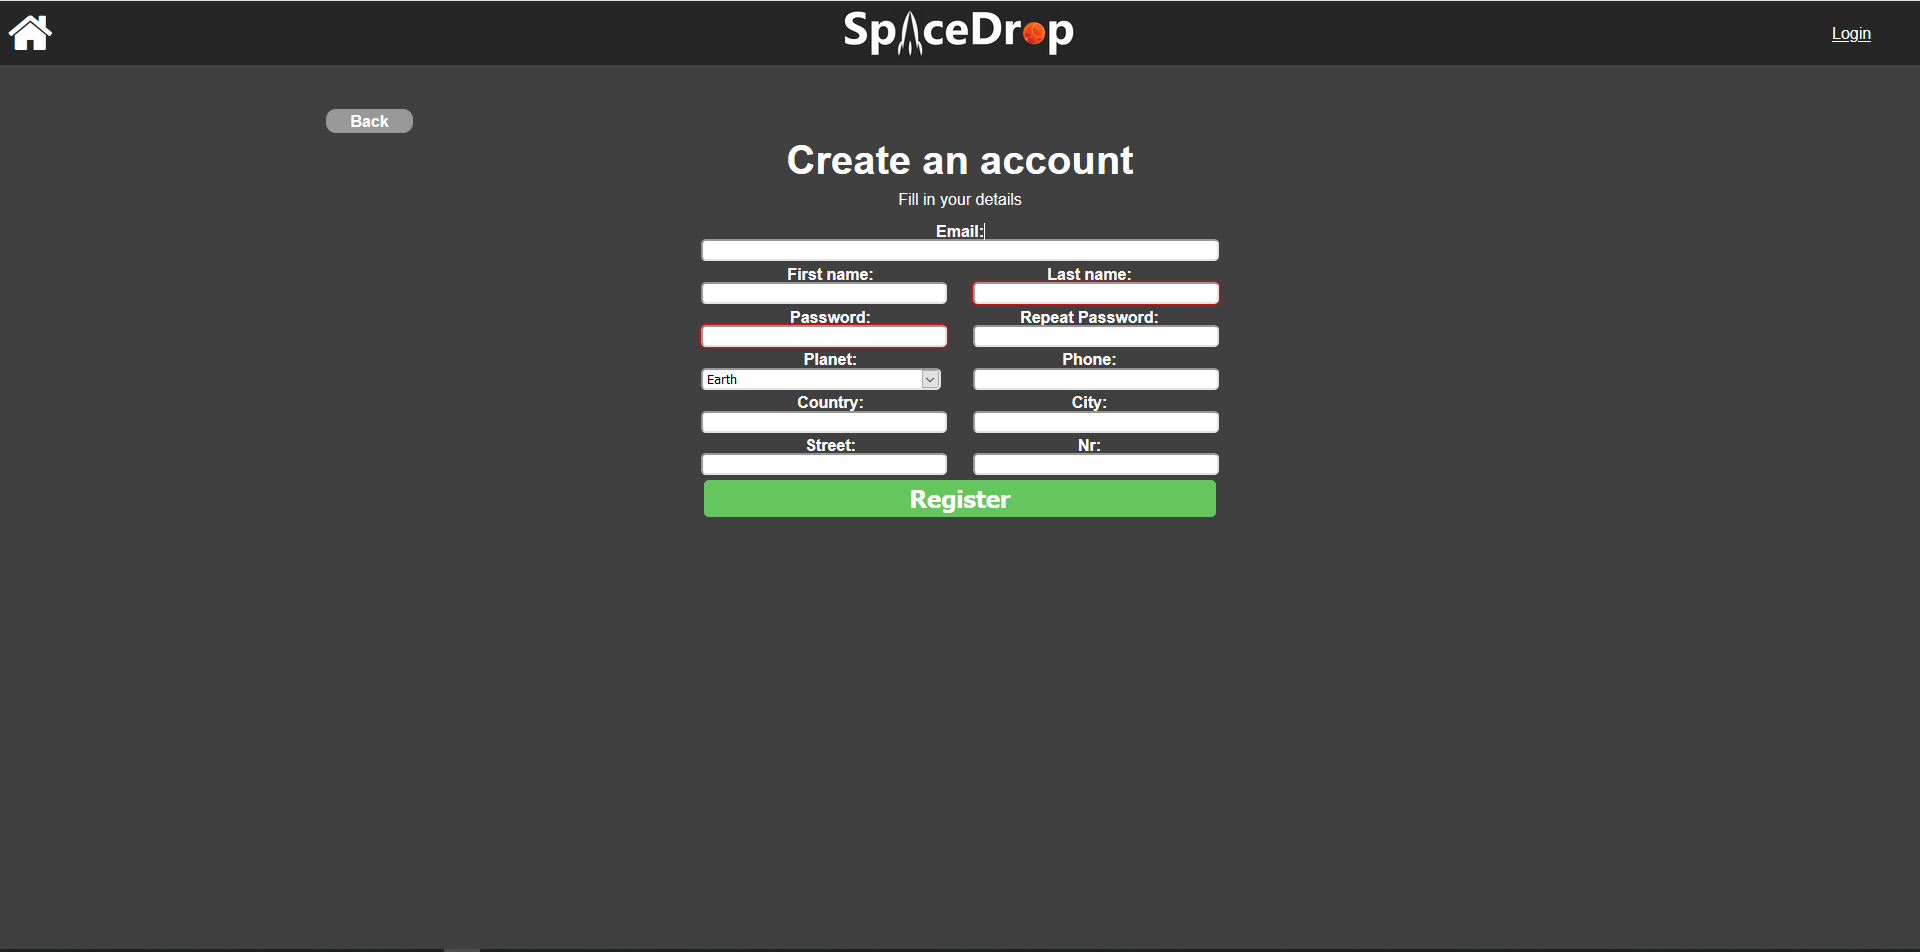 SpaceDrop
Login
Back
Create an account
Fill in your details
Email:
First name: Last name:
Password: Repeat Password:
Planet: Phone:
Earth
Country: City:
Street: Nr:
Register